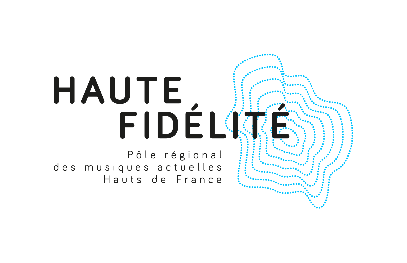 HAUTE
FIDÉLITÉ
Pôle régional
des musiques actuelles
Hauts de France